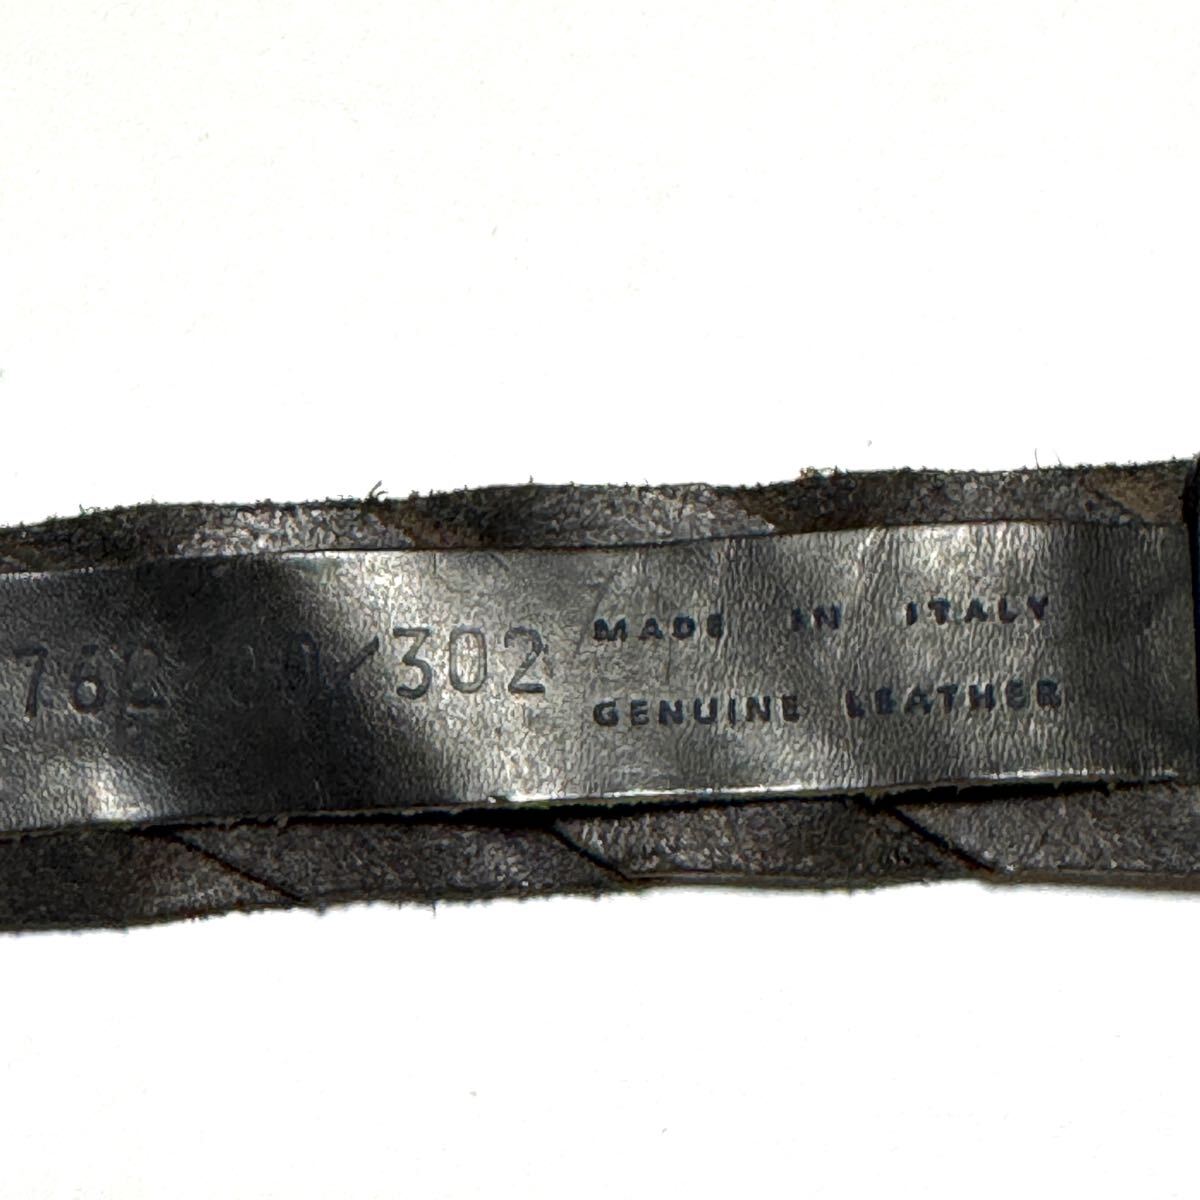 /302
MADE IN ITALY
GENUINE LEATHER